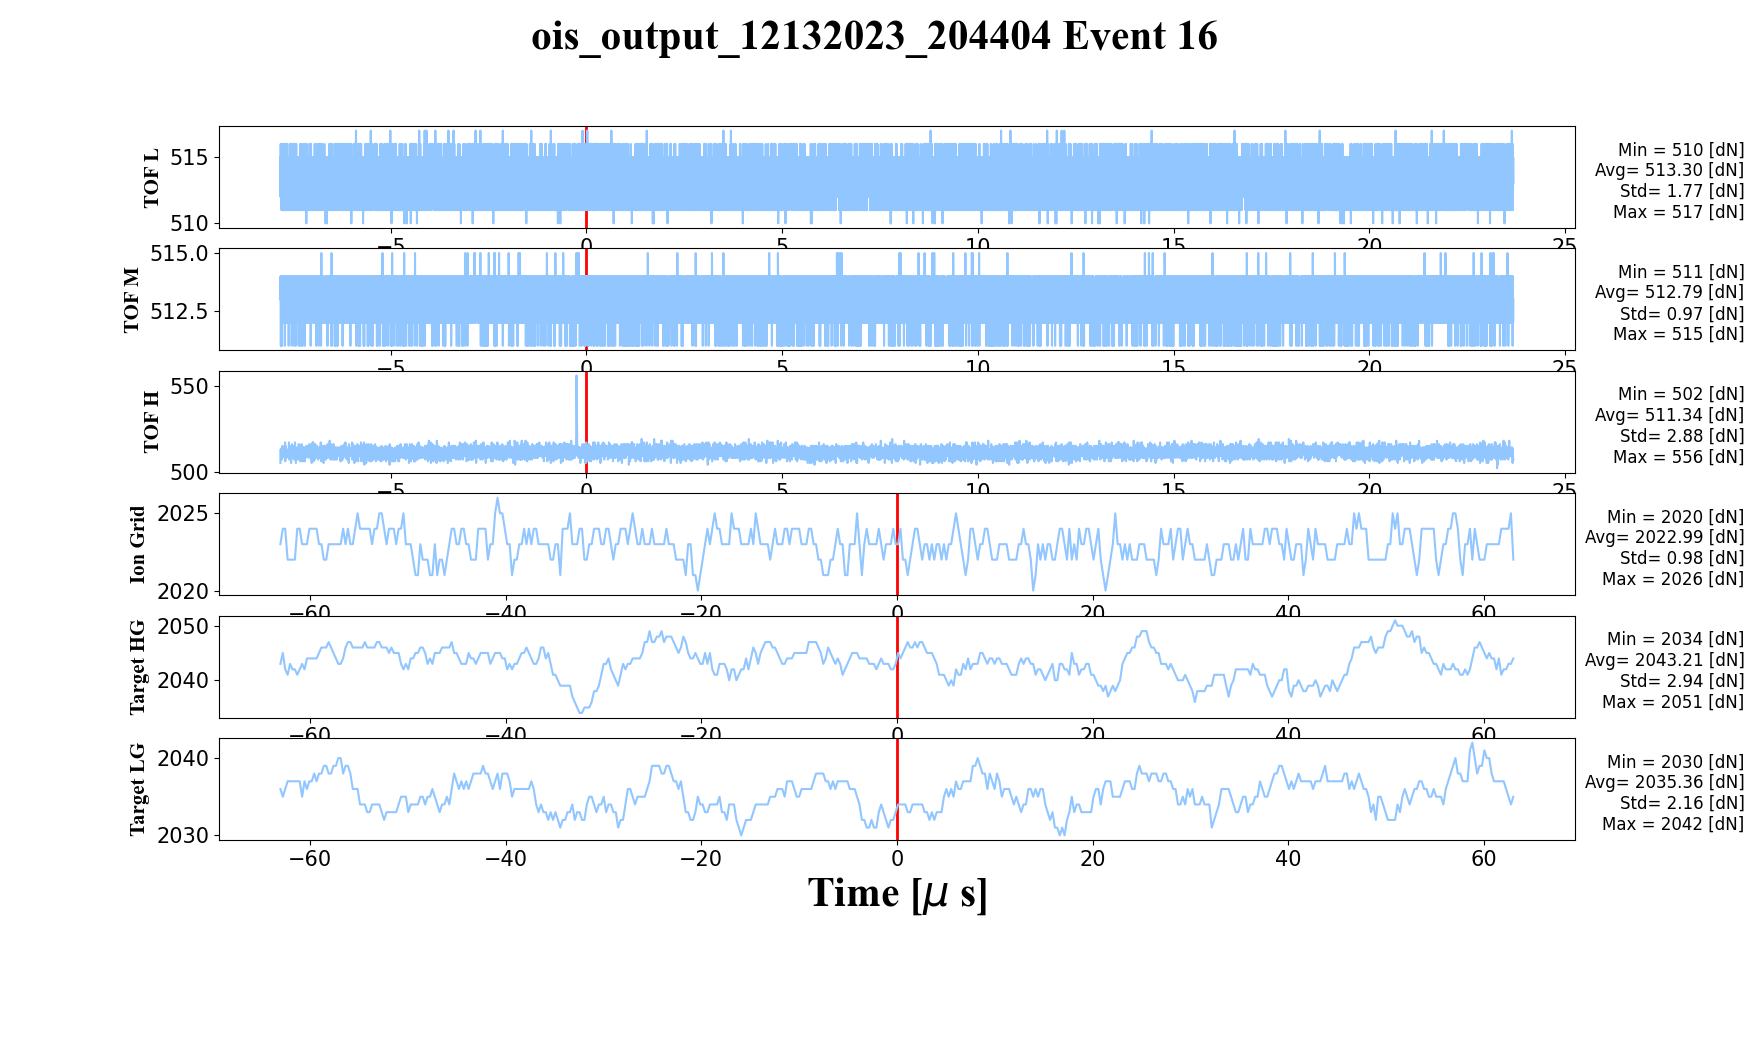 ois_output_12132023_204404 Event 16
TOF L
515
510
−5 0 5 10 15 20 25
Min = 510 [dN]
Avg= 513.30 [dN]
Std= 1.77 [dN]
Max = 517 [dN]
TOF M
515.0
512.5
−5 0 5 10 15 20 25
Min = 511 [dN]
Avg= 512.79 [dN]
Std= 0.97 [dN]
Max = 515 [dN]
TOF H
550
500
−5 0 5 10 15 20 25
Min = 502 [dN]
Avg= 511.34 [dN]
Std= 2.88 [dN]
Max = 556 [dN]
Ion Grid
2025
2020
−60 −40 −20 0 20 40 60
Min = 2020 [dN]
Avg= 2022.99 [dN]
Std= 0.98 [dN]
Max = 2026 [dN]
Target HG
2050
2040
−60 −40 −20 0 20 40 60
Min = 2034 [dN]
Avg= 2043.21 [dN]
Std= 2.94 [dN]
Max = 2051 [dN]
Target LG
2040
2030
−60 −40 −20 0 20 40 60
Min = 2030 [dN]
Avg= 2035.36 [dN]
Std= 2.16 [dN]
Max = 2042 [dN]
Time [μ s]